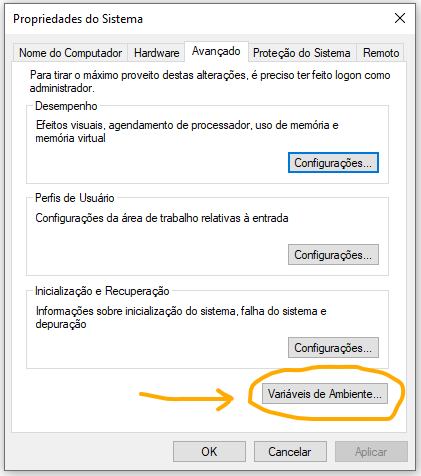 Propriedades do Sistema
Nome do Computador Hardware Avançado Proteção do Sistema Remoto
Para tirar o máximo proveito destas alterações, é preciso ter feito logon como
administrador.
Desempenho
Efeitos visuais, agendamento de processador, uso de memória e
memória virtual
Configurações...
Perfis de Usuário
Configurações da área de trabalho relativas à entrada
Configurações...
Inicialização e Recuperação
Informações sobre inicialização do sistema, falha do sistema e
depuração
Configurações...
Variáveis de Ambiente...
OK Cancelar Aplicar